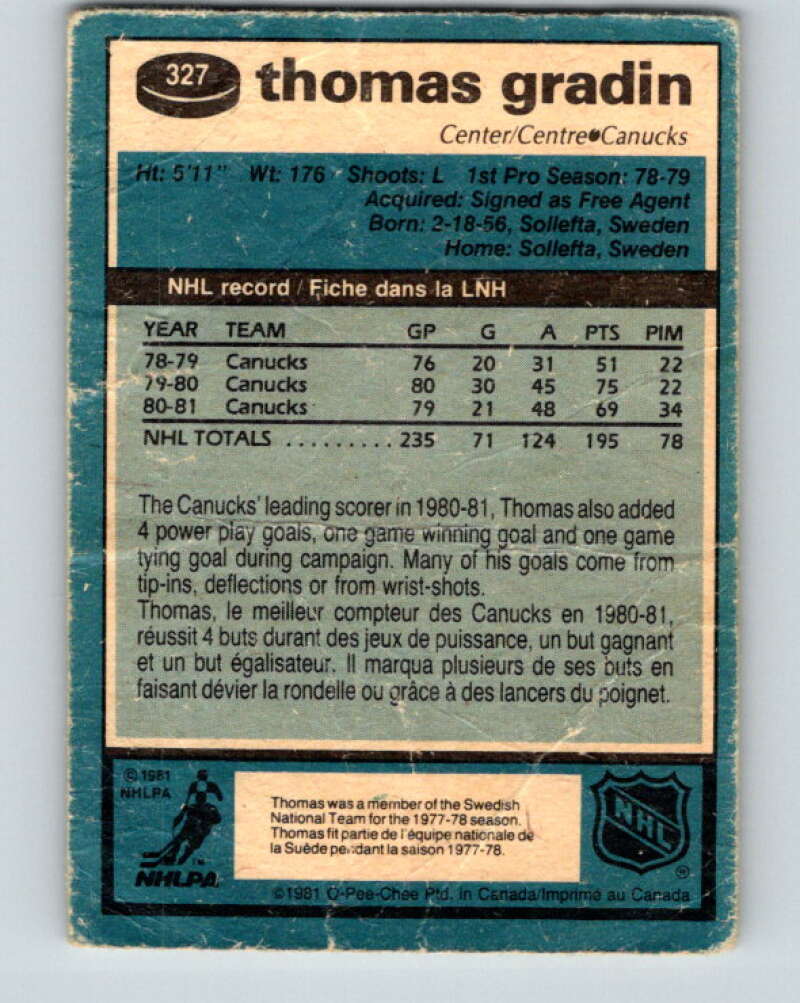 327
thomas gradin
Center/Centre•Canucks
Ht: 5'11" Wt: 176 Shoots: L 1st Pro Season: 78-79
Acquired: Signed as Free Agent
Born: 2-18-56, Sollefta, Sweden
Home: Sollefta, Sweden
NHL record / Fiche dans la LNH
YEAR TEAM GP G A PTS PIM
78-79 Canucks 76 20 31 51 22
79-80 Canucks 80 30 45 75 22
80-81 Canucks 79 21 48 69 34
NHL TOTALS .......... 235 71 124 195 78
The Canucks' leading scorer in 1980-81, Thomas also added
4 power play goals, one game winning goal and one game
tying goal during campaign. Many of his goals come from
tip-ins, deflections or from wrist-shots.
Thomas, le meilleur compteur des Canucks en 1980-81,
réussit 4 buts durant des jeux de puissance, un but gagnant
et un but égalisateur. Il marqua plusieurs de ses buts en
faisant dévier la rondelle ou grâce à des lancers du poignet.
© 1981
NHLPA
TM
NHLPA
Thomas was a member of the Swedish
National Team for the 1977-78 season.
Thomas fit partie de l'équipe nationale de
la Suède pendant la saison 1977-78.
NHL
®
©1981 O-Pee-Chee Ptd. in Canada/Imprimé au Canada